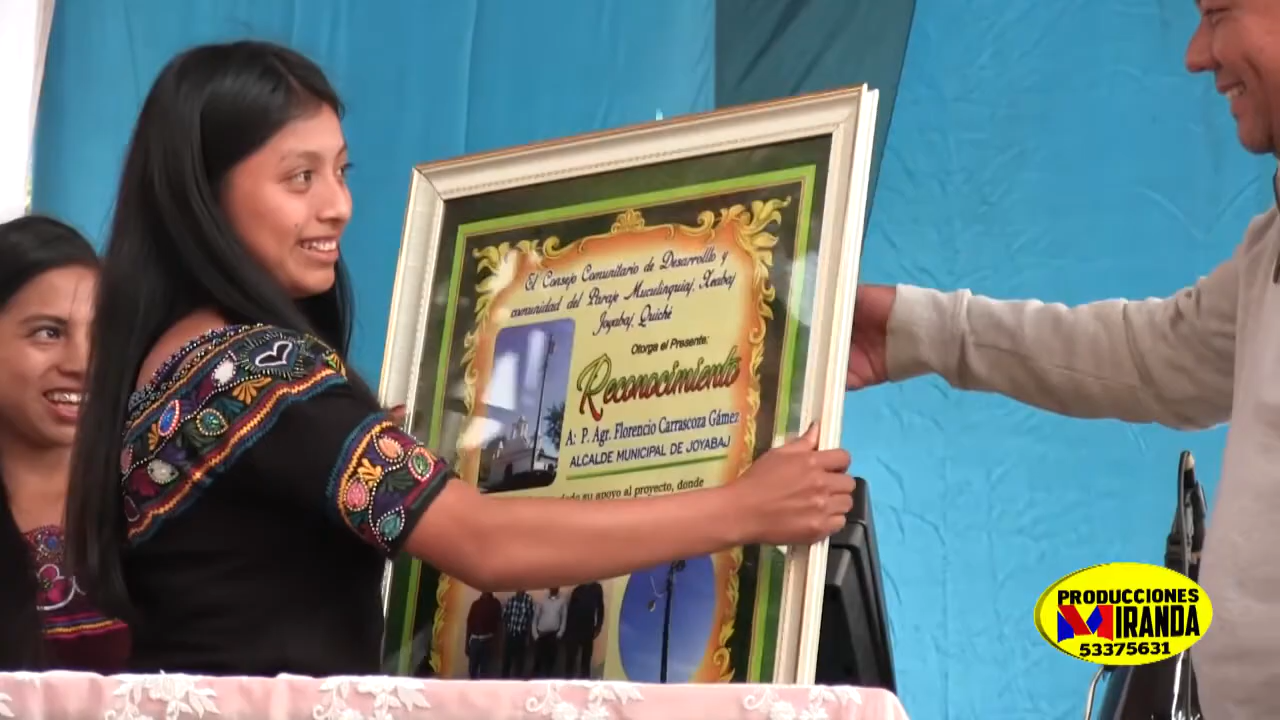 El Consejo Comunitario de Desarrollo y
comunidad del Paraje Muculinquiaj, Xeabaj
Joyabaj, Quiché
Otorga el Presente:
Reconocimiento
A: P. Agr. Florencio Carrascoza Gámez
ALCALDE MUNICIPAL DE JOYABAJ
su apoyo al proyecto, donde
PRODUCCIONES
MIRANDA
53375631